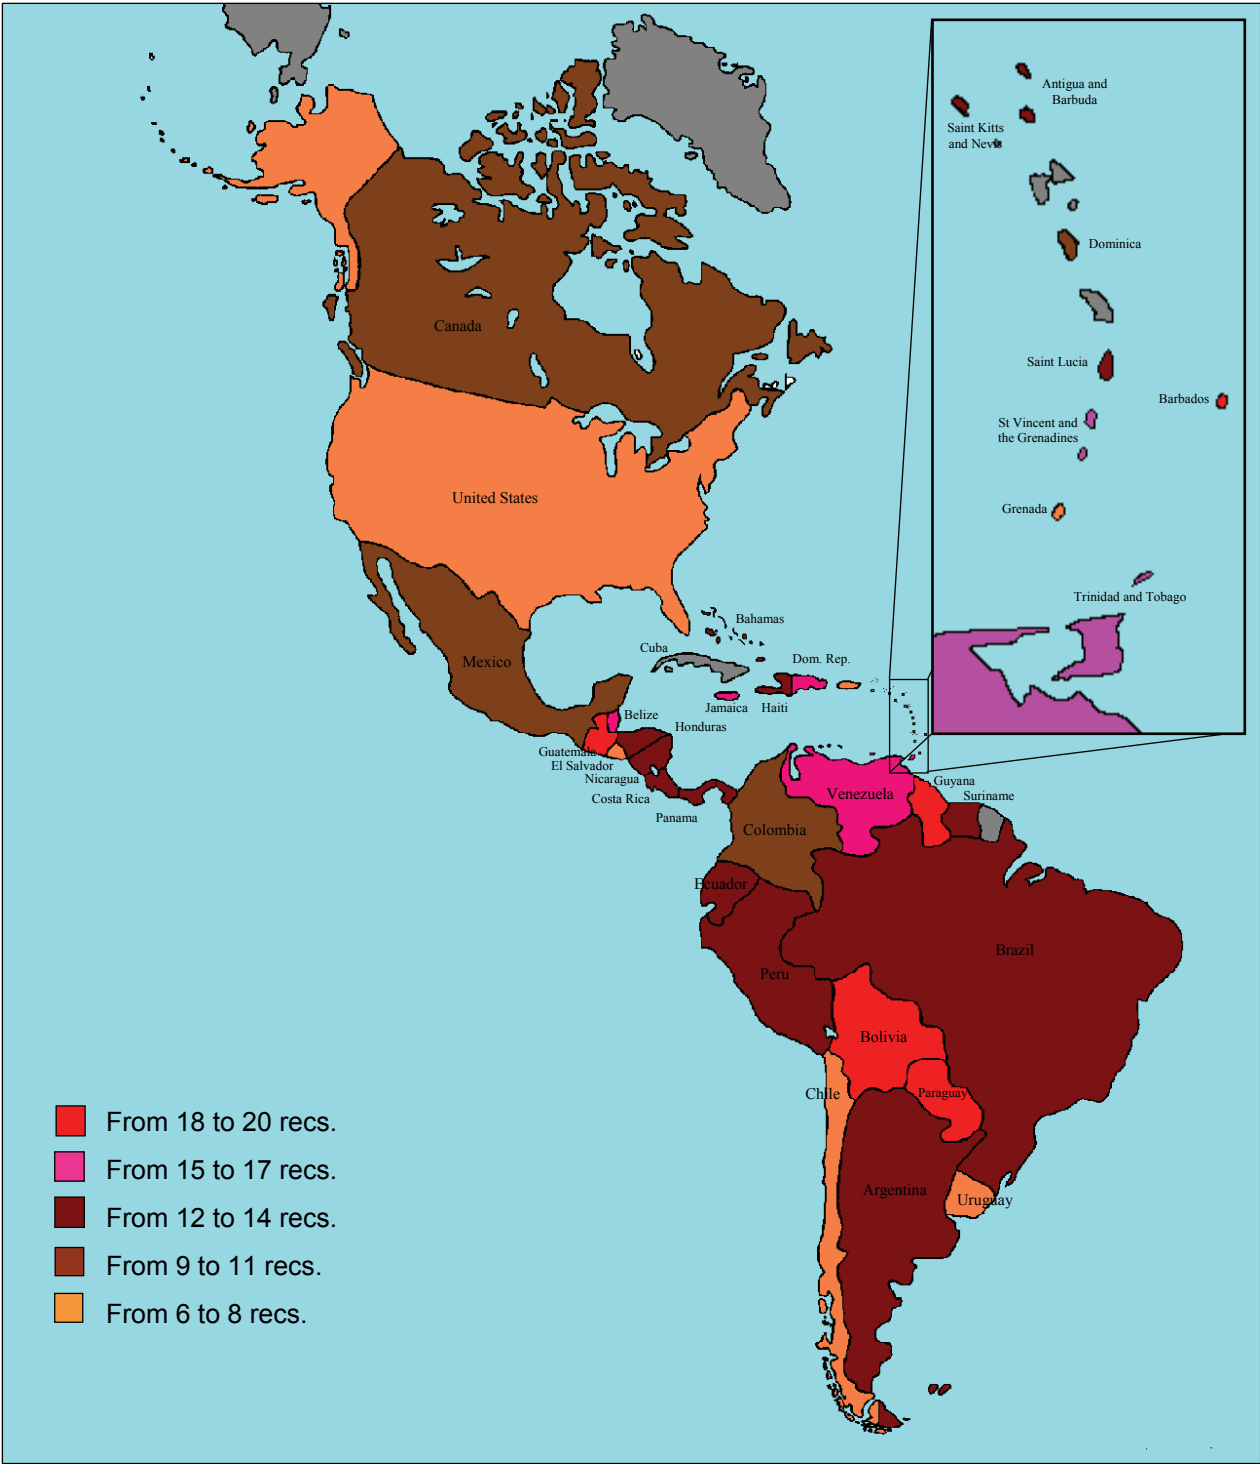 Antigua and
Barbuda
Saint Kitts
and Nevis
Dominica
Canada
Saint Lucia
Barbados
St Vincent and
the Grenadines
United States
Grenada
Trinidad and Tobago
Bahamas
Cuba
Dom. Rep.
Mexico
Jamaica
Haiti
Belize
Honduras
Guatemala
El Salvador
Nicaragua
Costa Rica
Panama
Venezuela
Guyana
Suriname
Colombia
Ecuador
Brazil
Peru
Bolivia
Chile
Paraguay
Argentina
Uruguay
From 18 to 20 recs.
From 15 to 17 recs.
From 12 to 14 recs.
From 9 to 11 recs.
From 6 to 8 recs.